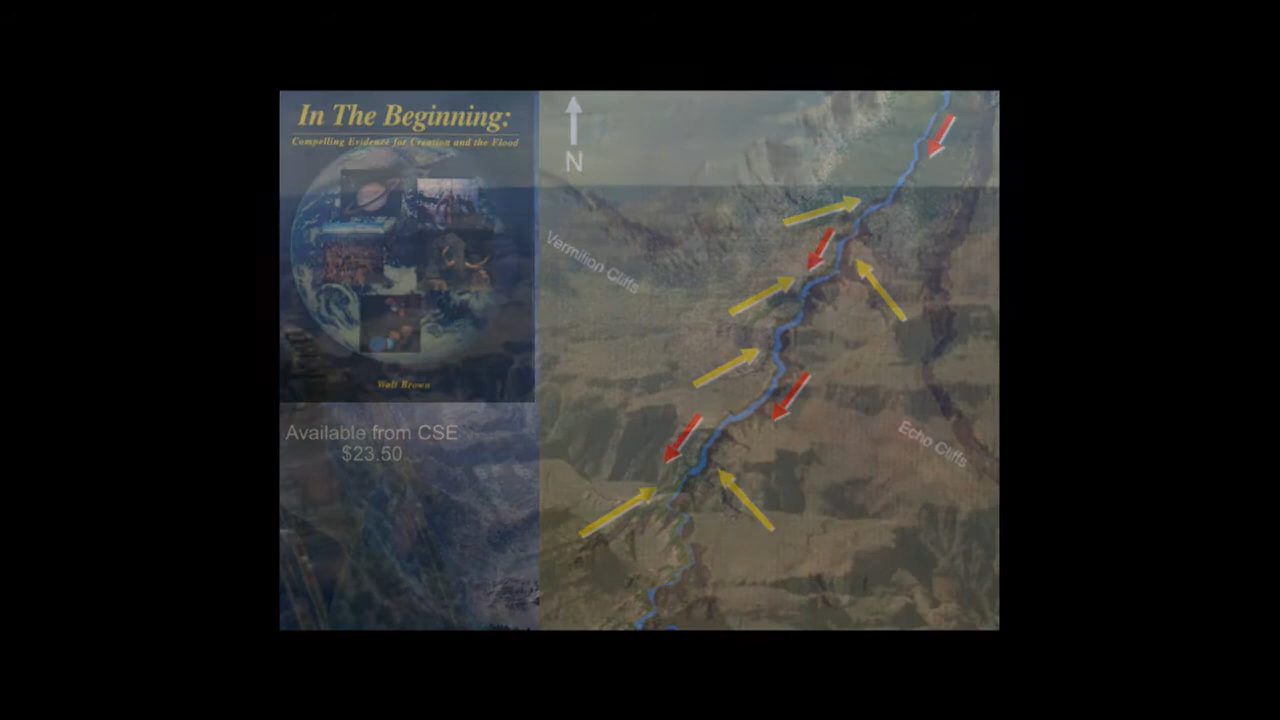 In The Beginning:
Compelling Evidence for Creation and the Flood
Walt Brown
Available from CSE
$23.50
N
Vermilion Cliffs
Echo Cliffs